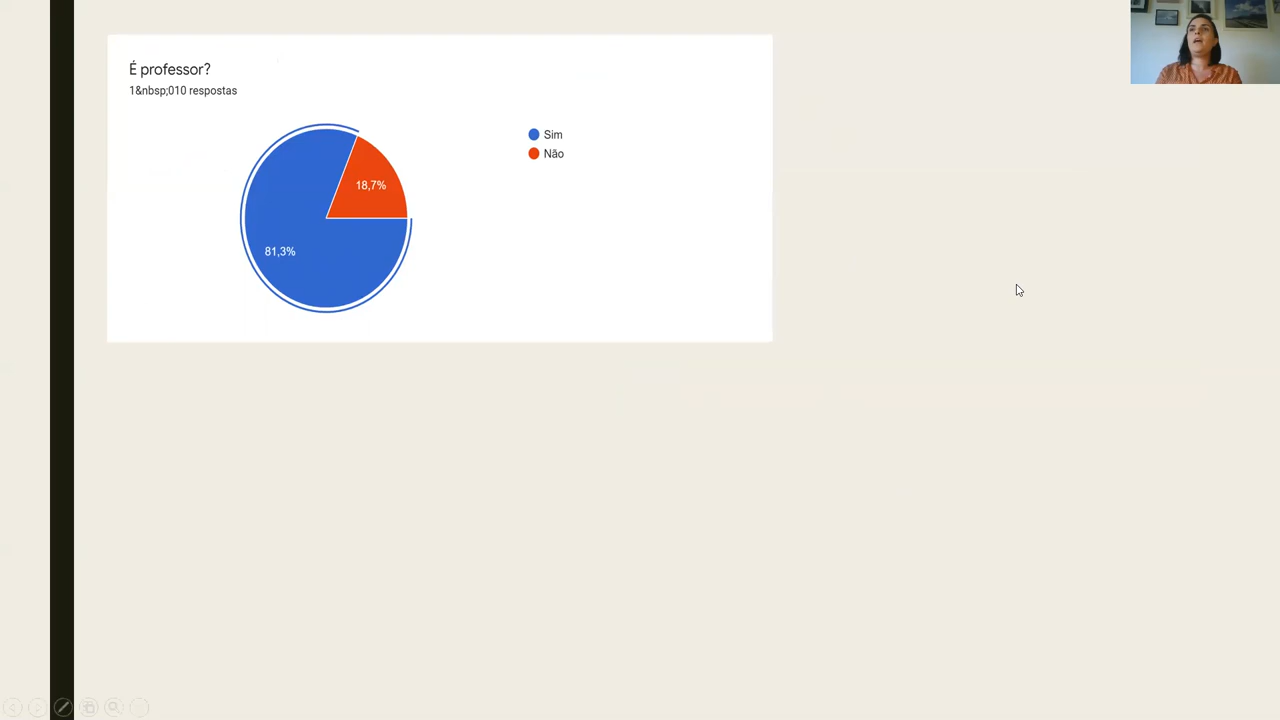 É professor?
1&nbsp;010 respostas
Sim
Não
18,7%
81,3%